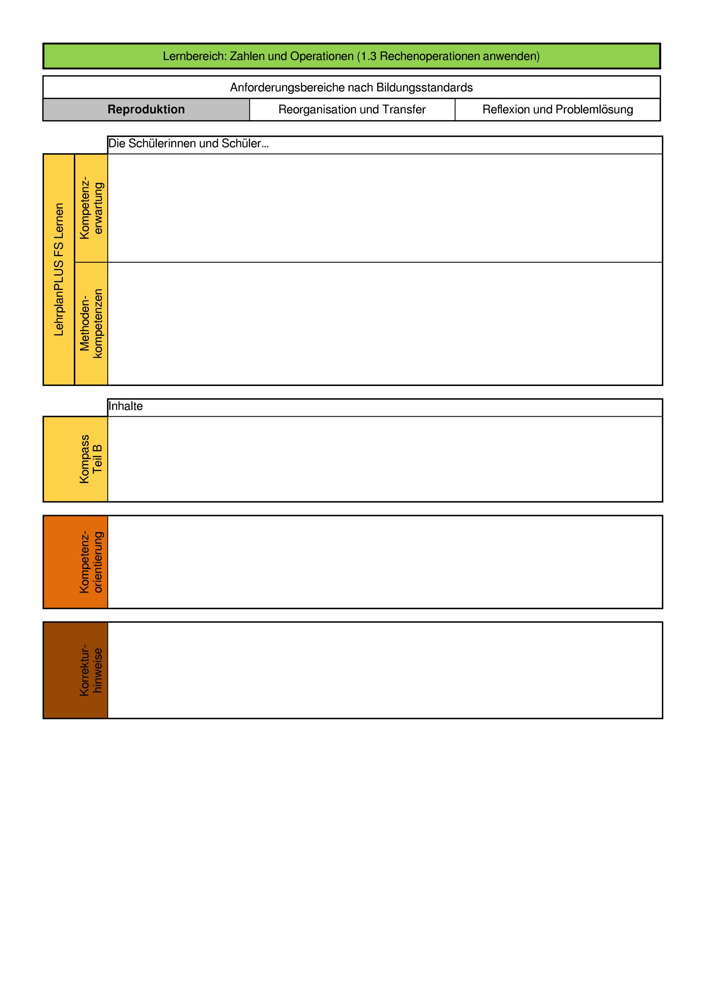 Lernbereich: Zahlen und Operationen (1.3 Rechenoperationen anwenden)
Anforderungsbereiche nach Bildungsstandards
Reproduktion
Reorganisation und Transfer
Reflexion und Problemlösung
Die Schülerinnen und Schüler...
LehrplanPLUS FS Lernen
Kompetenz-
erwartung
Methoden-
kompetenzen
Inhalte
Kompass
Teil B
Kompetenz-
orientierung
Korrektur-
hinweise